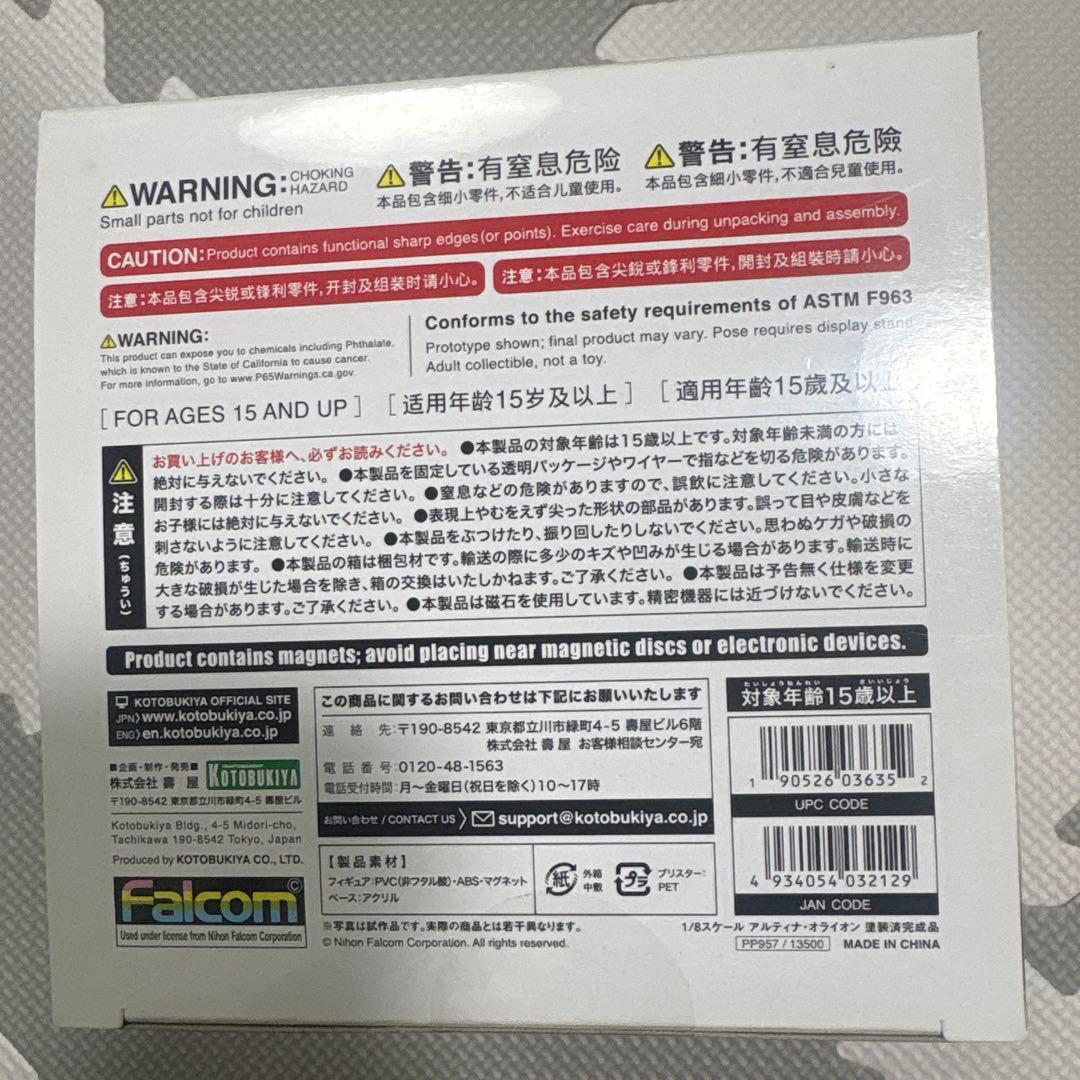 WARNING: CHOKING HAZARD
Small parts not for children
警告:有窒息危险
本品包含细小零件,不适合儿童使用。
警告:有窒息危險
本品包含細小零件,不適合兒童使用。
CAUTION: Product contains functional sharp edges (or points). Exercise care during unpacking and assembly.
注意:本品包含尖锐或锋利零件,开封及组装时请小心。
注意:本品包含尖銳或鋒利零件,開封及組裝時請小心。
WARNING:
This product can expose you to chemicals including Phthalate,
which is known to the State of California to cause cancer.
For more information, go to www.P65Warnings.ca.gov.
Conforms to the safety requirements of ASTM F963
Prototype shown; final product may vary. Pose requires display stand
Adult collectible, not a toy.
[ FOR AGES 15 AND UP ] [ 适用年龄15岁及以上 ] [ 適用年齡15歲及以
注意(ちゅうい)
お買い上げのお客様へ、必ずお読みください。 ●本製品の対象年齢は15歳以上です。対象年齢未満の方には
絶対に与えないでください。 ●本製品を固定している透明パッケージやワイヤーで指などを切る危険があります。
開封する際は十分に注意してください。 ●窒息などの危険がありますので、誤飲に注意してください。小さな
お子様には絶対に与えないでください。 ●表現上やむをえず尖った形状の部品があります。誤って目や皮膚などを
刺さないように注意してください。 ●本製品をぶつけたり、振り回したりしないでください。思わぬケガや破損の
危険があります。 ●本製品の箱は梱包材です。輸送の際に多少のキズや凹みが生じる場合があります。輸送時に
大きな破損が生じた場合を除き、箱の交換はいたしかねます。ご了承ください。 ●本製品は予告無く仕様を変更
する場合があります。ご了承ください。 ●本製品は磁石を使用しています。精密機器には近づけないでください。
Product contains magnets; avoid placing near magnetic discs or electronic devices.
KOTOBUKIYA OFFICIAL SITE
JPN〉www.kotobukiya.co.jp
ENG〉en.kotobukiya.co.jp
■企画・制作・発売■
株式会社 壽 屋 KOTOBUKIYA
〒190-8542 東京都立川市緑町4-5 壽屋ビル
Kotobukiya Bldg., 4-5 Midori-cho,
Tachikawa 190-8542 Tokyo, Japan
Produced by KOTOBUKIYA CO., LTD.
Falcom ©
Used under license from Nihon Falcom Corporation
この商品に関するお問い合わせは下記にお願いいたします
連 絡 先:〒190-8542 東京都立川市緑町4-5 壽屋ビル6階
株式会社 壽 屋 お客様相談センター宛
電 話 番 号:0120-48-1563
電話受付時間:月〜金曜日(祝日を除く)10〜17時
お問い合わせ / CONTACT US 〉 support@kotobukiya.co.jp
【製品素材】
フィギュア:PVC(非フタル酸)・ABS・マグネット
ベース:アクリル
紙 外箱 中敷
プラ ブリスター: PET
※写真は試作品です。実際の商品とは若干異なります。
© Nihon Falcom Corporation. All rights reserved.
たいしょうねんれい さいいじょう
対象年齢15歳以上
1 90526 03635 2
UPC CODE
4 934054 032129
JAN CODE
1/8スケール アルティナ・オライオン 塗装済完成品
PP957 / 13500 MADE IN CHINA